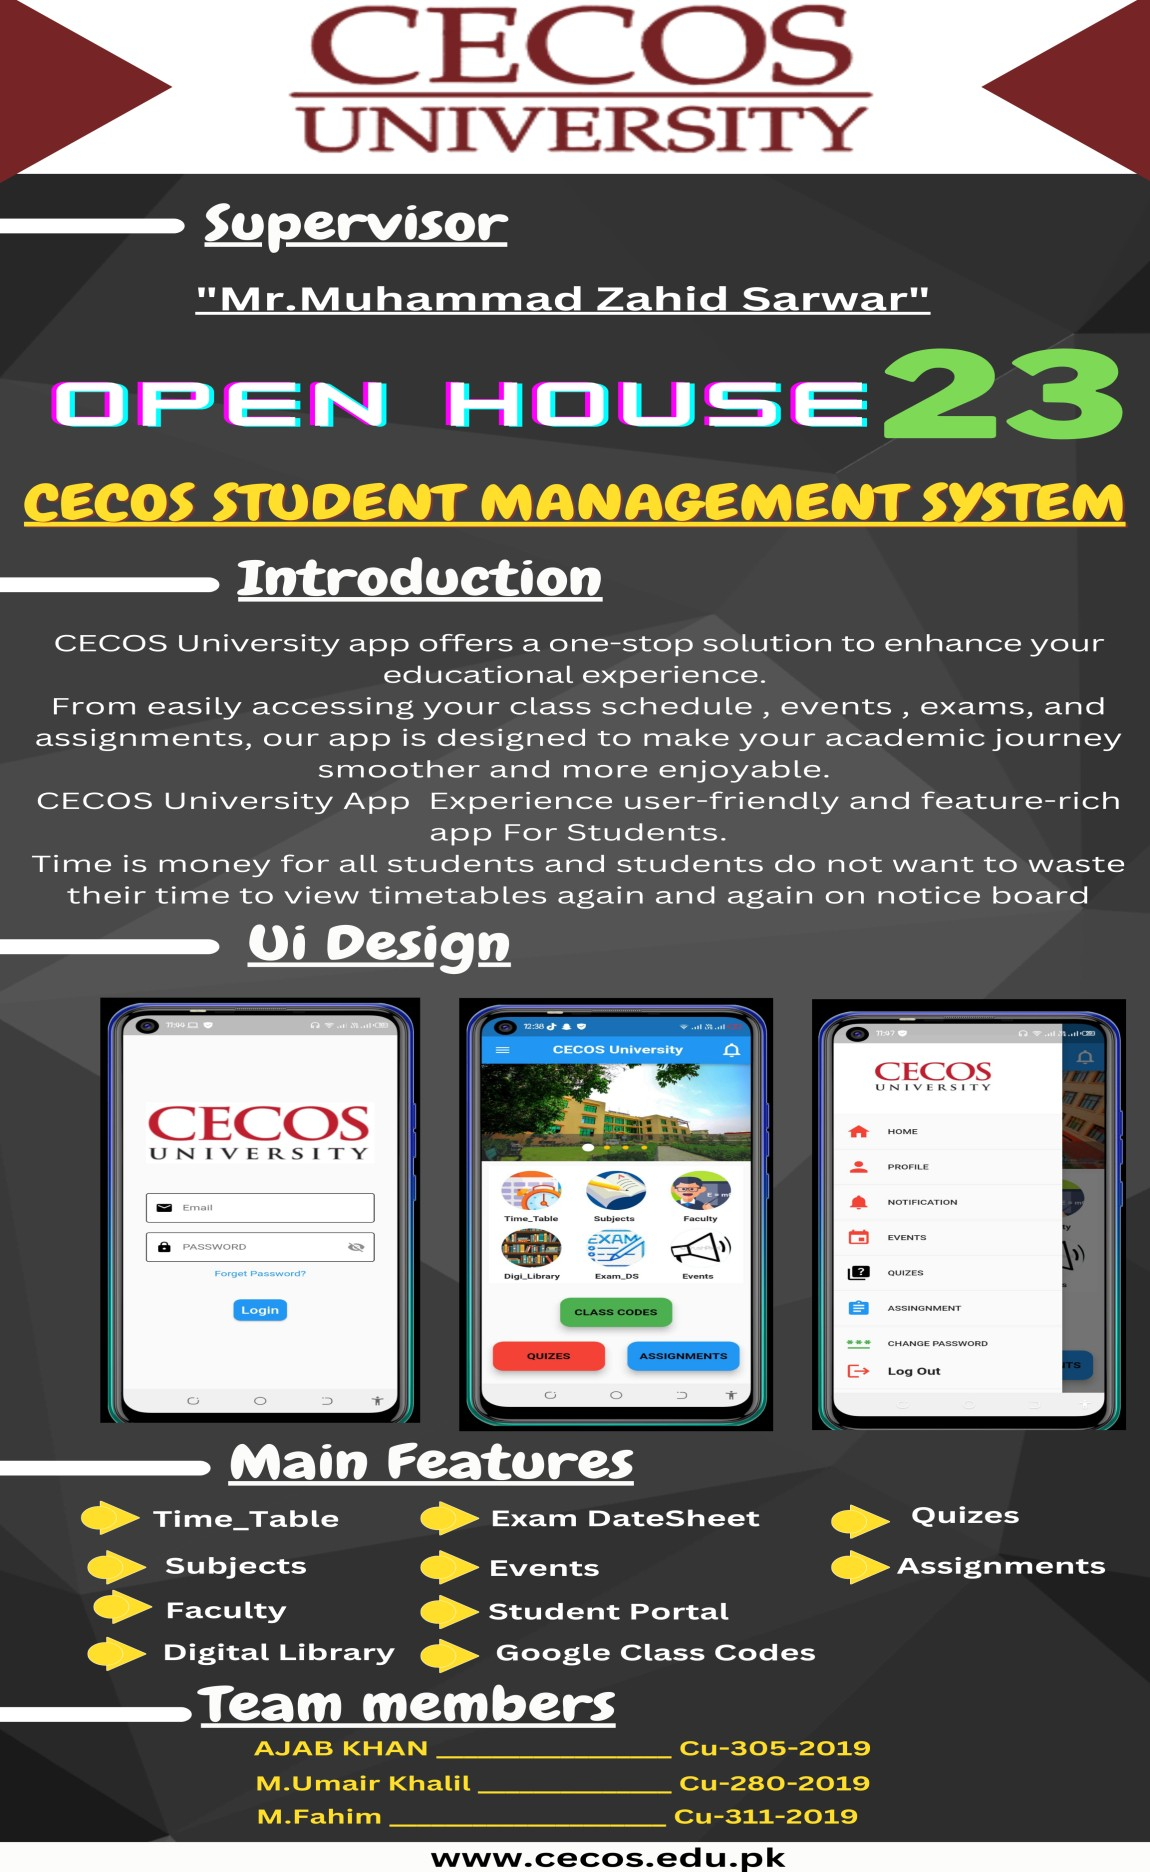 CECOS
UNIVERSITY
Supervisor
"Mr.Muhammad Zahid Sarwar"
OPEN HOUSE 23
CECOS STUDENT MANAGEMENT SYSTEM
Introduction
CECOS University app offers a one-stop solution to enhance your
educational experience.
From easily accessing your class schedule , events , exams, and
assignments, our app is designed to make your academic journey
smoother and more enjoyable.
CECOS University App  Experience user-friendly and feature-rich
app For Students.
Time is money for all students and students do not want to waste
their time to view timetables again and again on notice board
Ui Design
CECOS
UNIVERSITY
Email
PASSWORD
Forget Password?
Login
12:38
CECOS University
Time_Table Subjects Faculty
Digi_Library Exam_DS Events
CLASS CODES
QUIZES ASSIGNMENTS
CECOS
UNIVERSITY
HOME
PROFILE
NOTIFICATION
EVENTS
QUIZES
ASSINGNMENT
CHANGE PASSWORD
Log Out
Main Features
Time_Table Exam DateSheet Quizes
Subjects Events Assignments
Faculty Student Portal
Digital Library Google Class Codes
Team members
AJAB KHAN ________________ Cu-305-2019
M.Umair Khalil _____________ Cu-280-2019
M.Fahim ___________________ Cu-311-2019
www.cecos.edu.pk